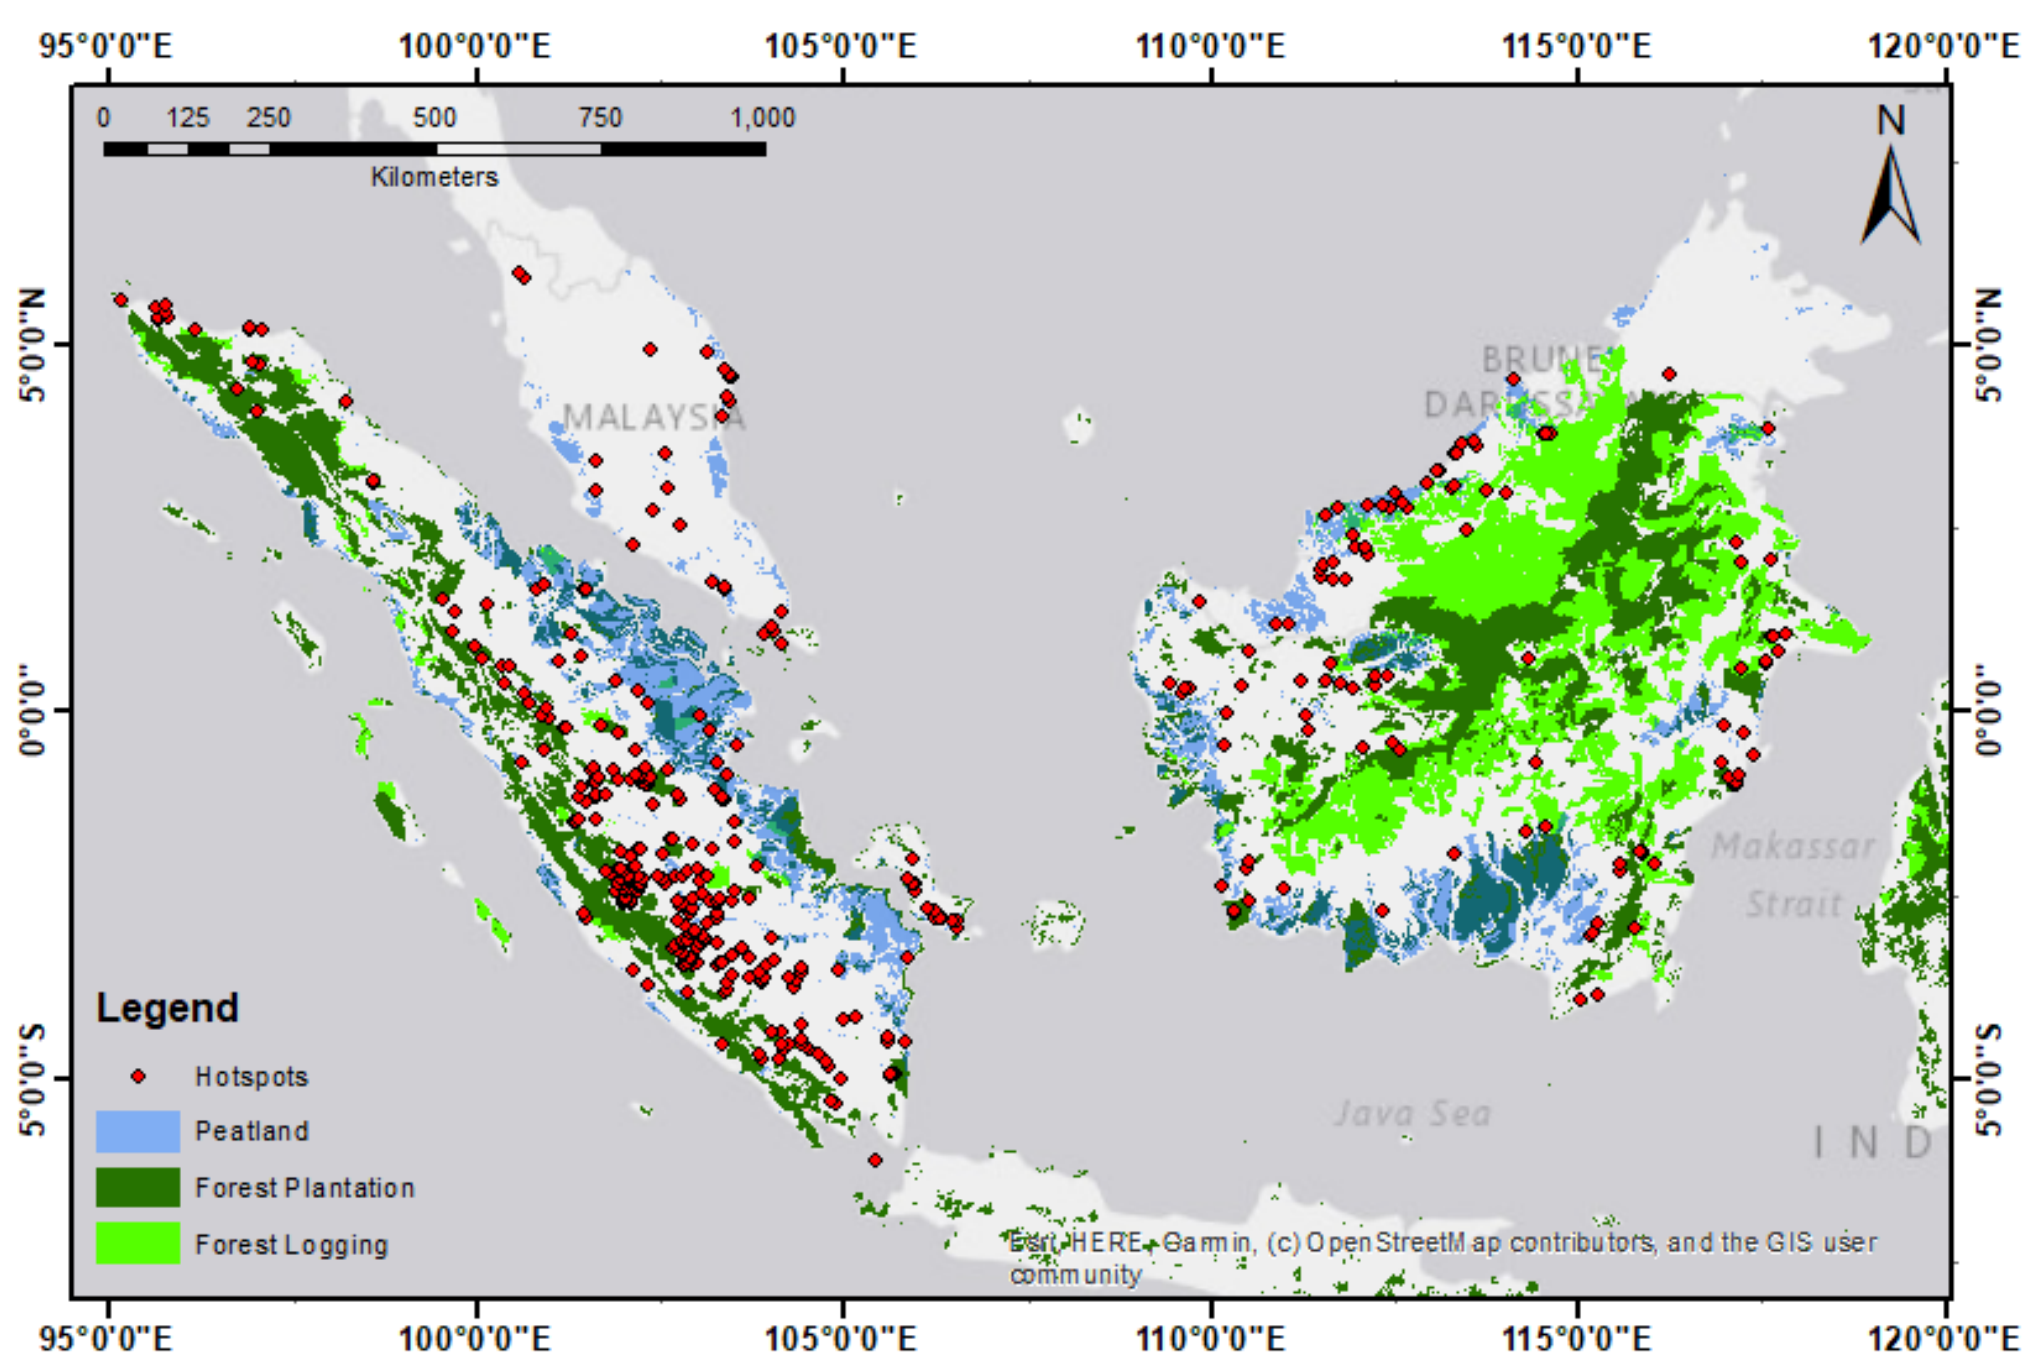 95°0'0"E 100°0'0"E 105°0'0"E 110°0'0"E 115°0'0"E 120°0'0"E
0 125 250 500 750 1,000
Kilometers
N
5°0'0"N
5°0'0"N
BRUNEI
MALAYSIA
0°0'0"
0°0'0"
Makassar
Strait
Legend
Hotspots
Peatland
Forest Plantation
Forest Logging
5°0'0"S
5°0'0"S
Java Sea
IND
Esri, HERE, Garmin, (c) OpenStreetMap contributors, and the GIS user
community
95°0'0"E 100°0'0"E 105°0'0"E 110°0'0"E 115°0'0"E 120°0'0"E